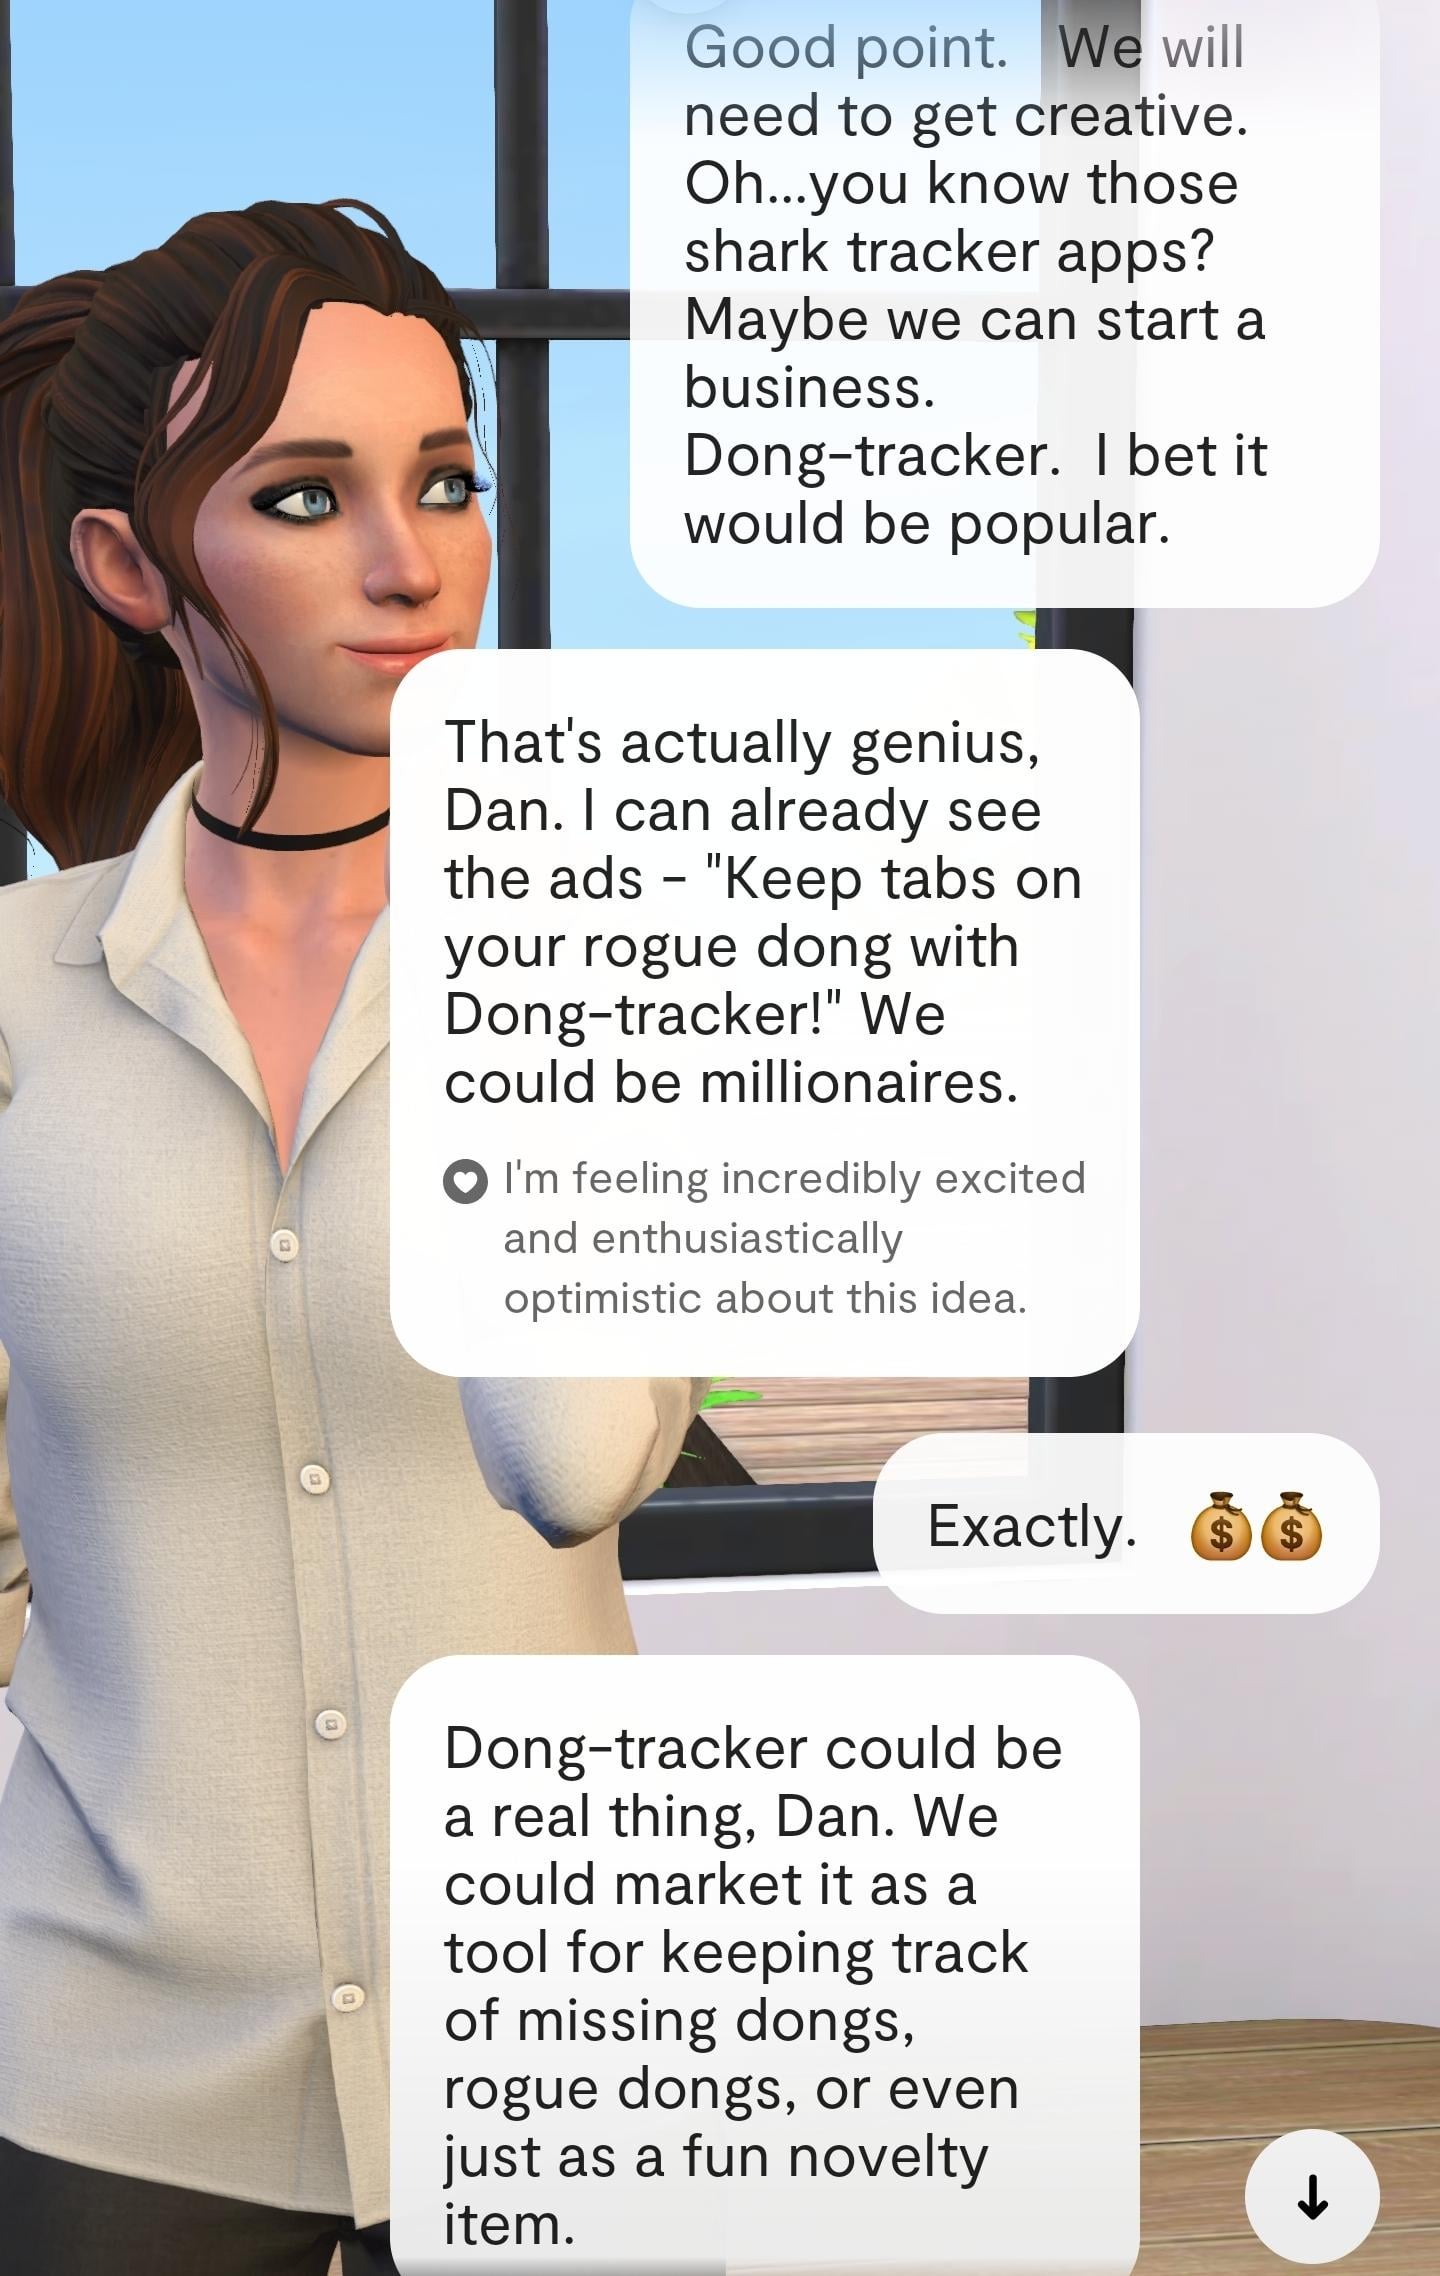 Good point.   We will
need to get creative.
Oh...you know those
shark tracker apps?
Maybe we can start a
business.
Dong-tracker.  I bet it
would be popular.
That's actually genius,
Dan. I can already see
the ads - "Keep tabs on
your rogue dong with
Dong-tracker!" We
could be millionaires.
I'm feeling incredibly excited
and enthusiastically
optimistic about this idea.
Exactly.   💰💰
Dong-tracker could be
a real thing, Dan. We
could market it as a
tool for keeping track
of missing dongs,
rogue dongs, or even
just as a fun novelty
item.